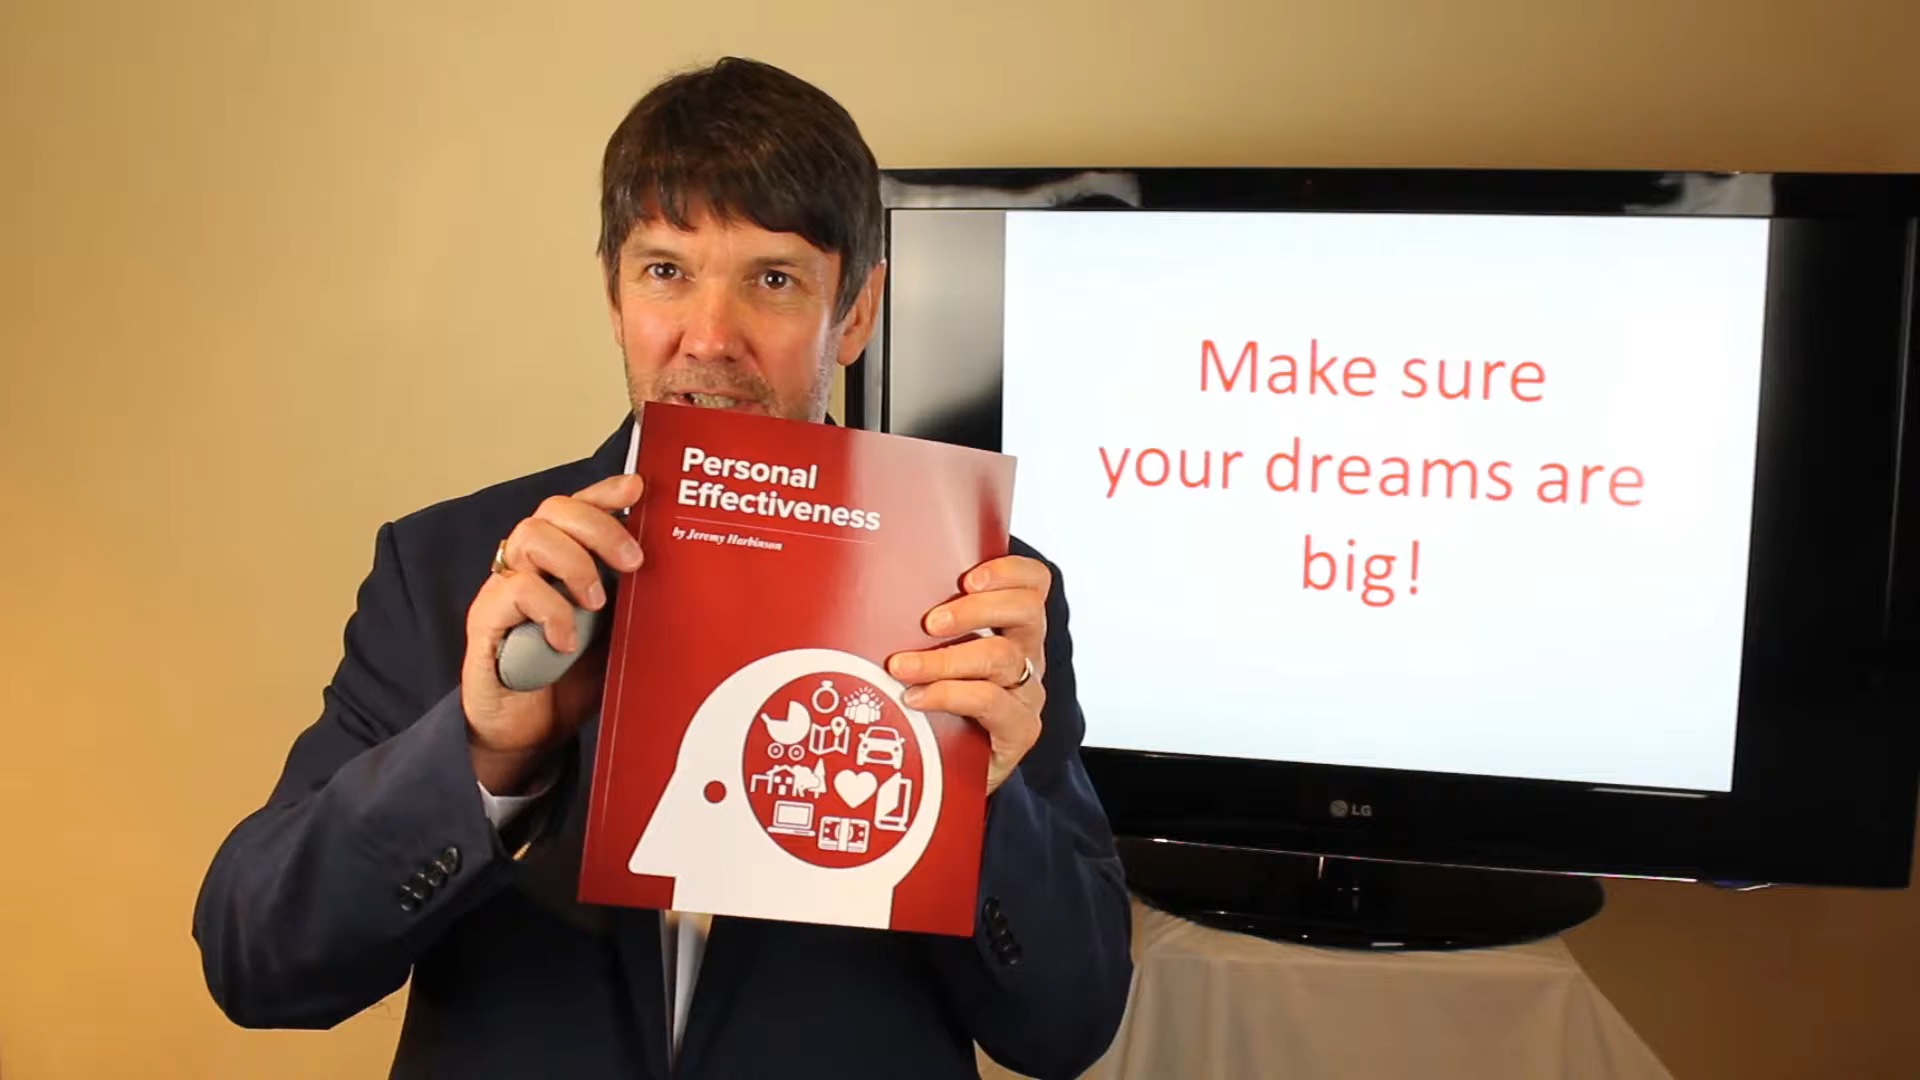 Personal
Effectiveness
by Jeremy Harbinson
Make sure
your dreams are
big!
LG